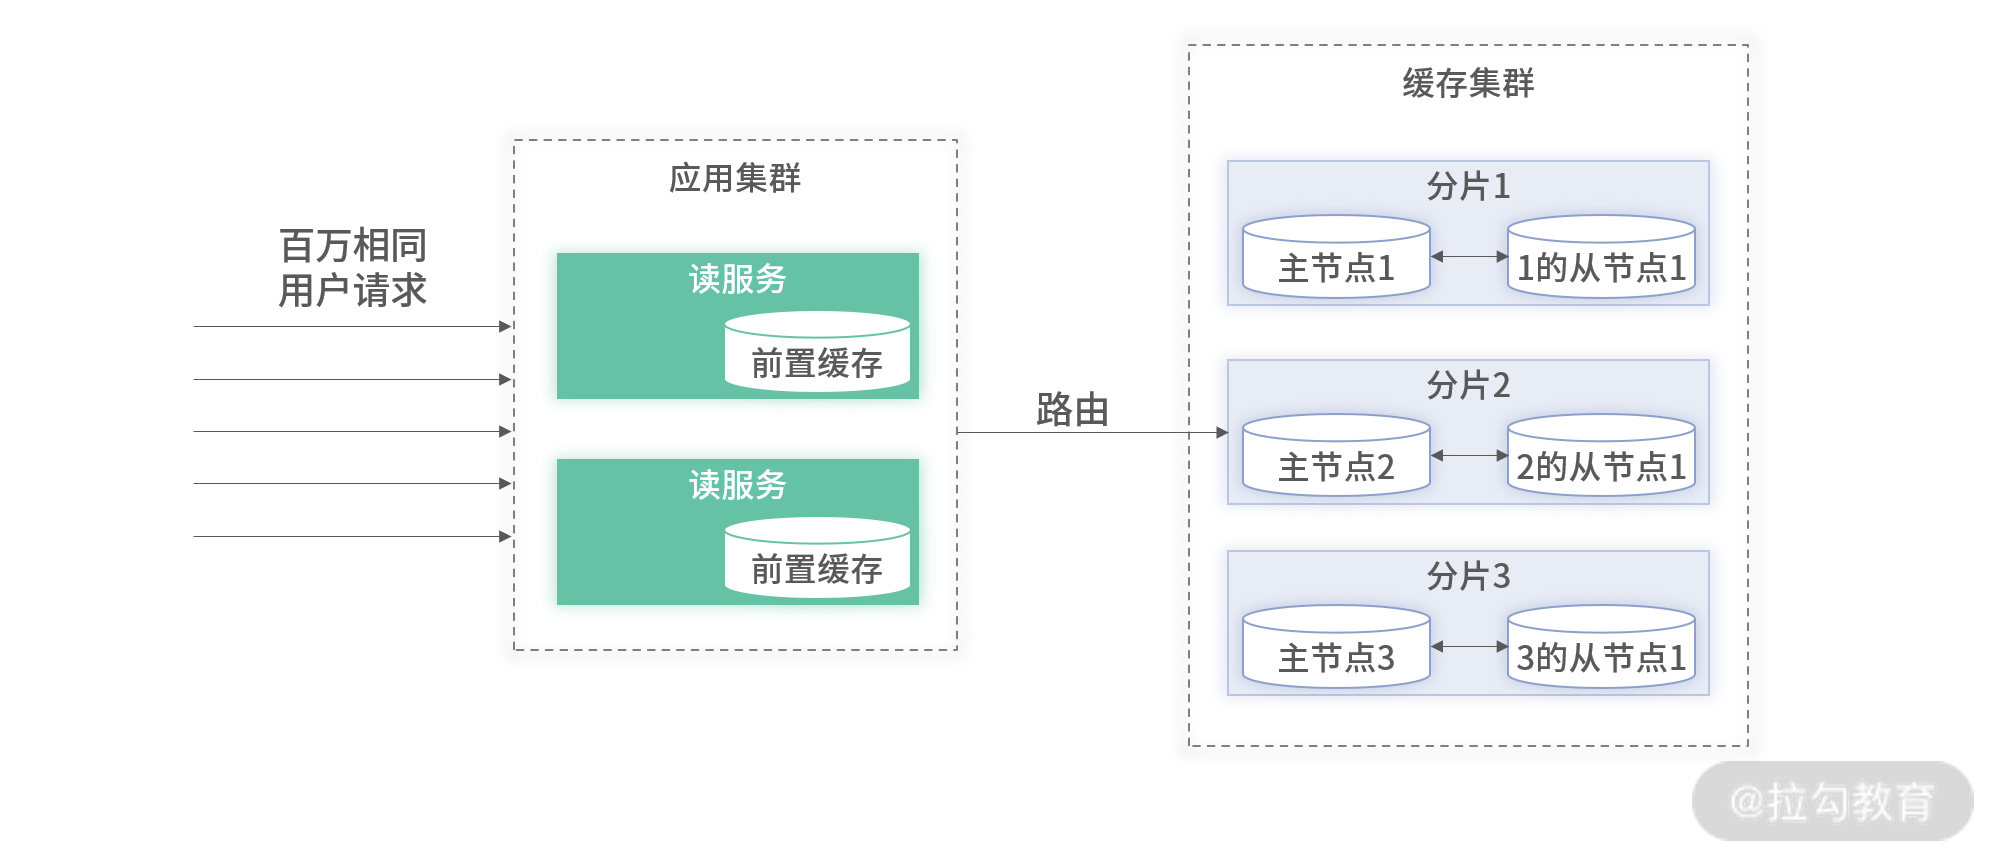 百万相同
用户请求
应用集群
读服务
前置缓存
读服务
前置缓存
路由
缓存集群
分片1
主节点1
1的从节点1
分片2
主节点2
2的从节点1
分片3
主节点3
3的从节点1
@拉勾教育